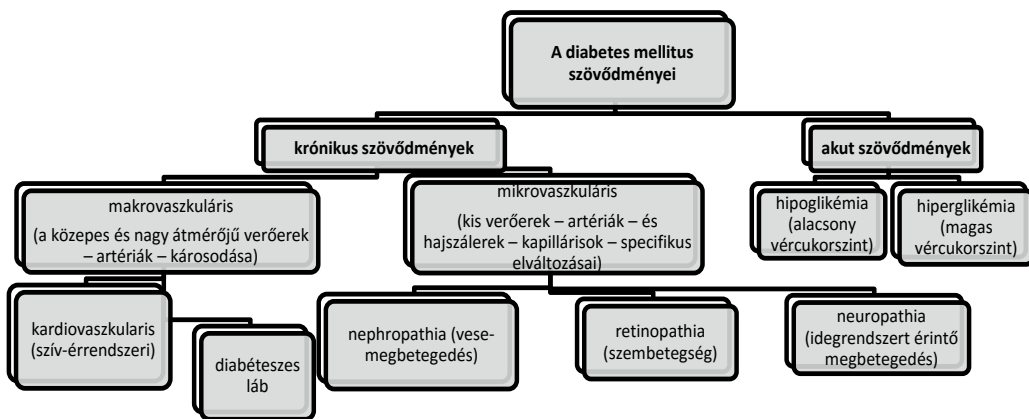 A diabetes mellitus
szövődményei
krónikus szövődmények
akut szövődmények
makrovaszkuláris
(a közepes és nagy átmérőjű verőerek
– artériák – károsodása)
mikrovaszkuláris
(kis verőerek – artériák – és
hajszálerek – kapillárisok – specifikus
elváltozásai)
hipoglikémia
(alacsony
vércukorszint)
hiperglikémia
(magas
vércukorszint)
kardiovaszkularis
(szív-érrendszeri)
diabéteszes
láb
nephropathia (vese-
megbetegedés)
retinopathia
(szembetegség)
neuropathia
(idegrendszert érintő
megbetegedés)